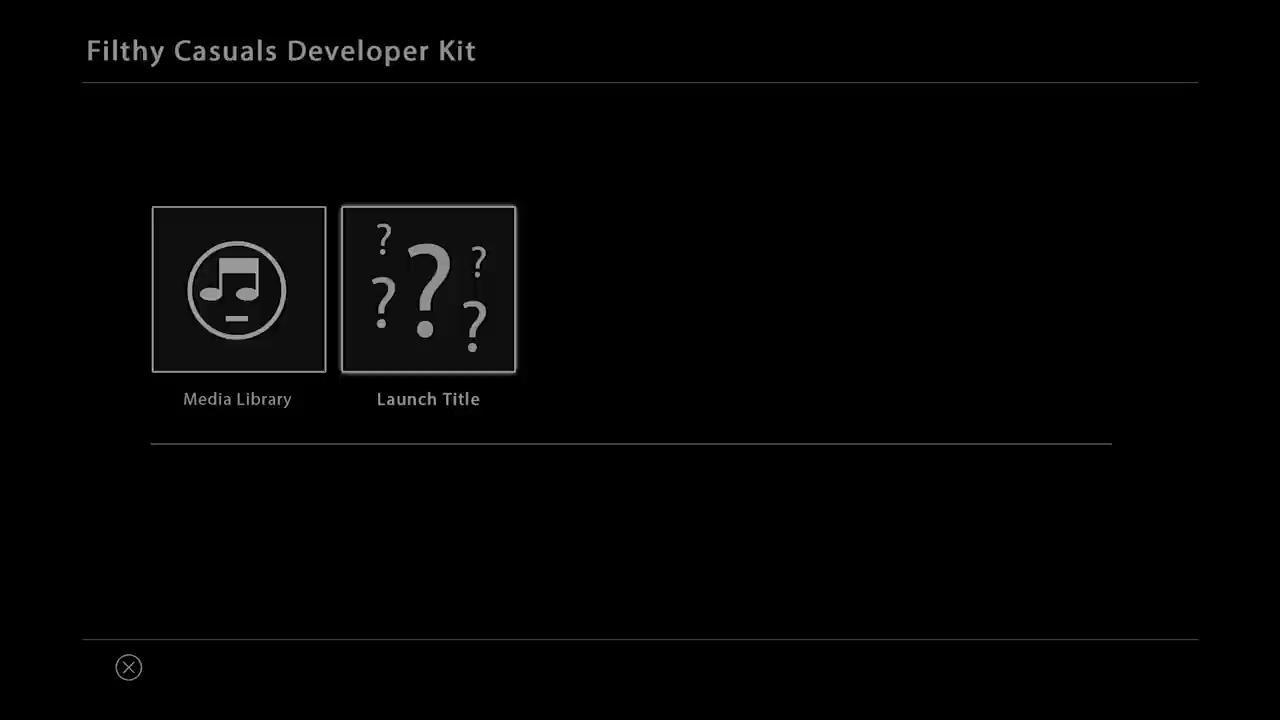 Filthy Casuals Developer Kit
? ? ? ? ?
Media Library
Launch Title